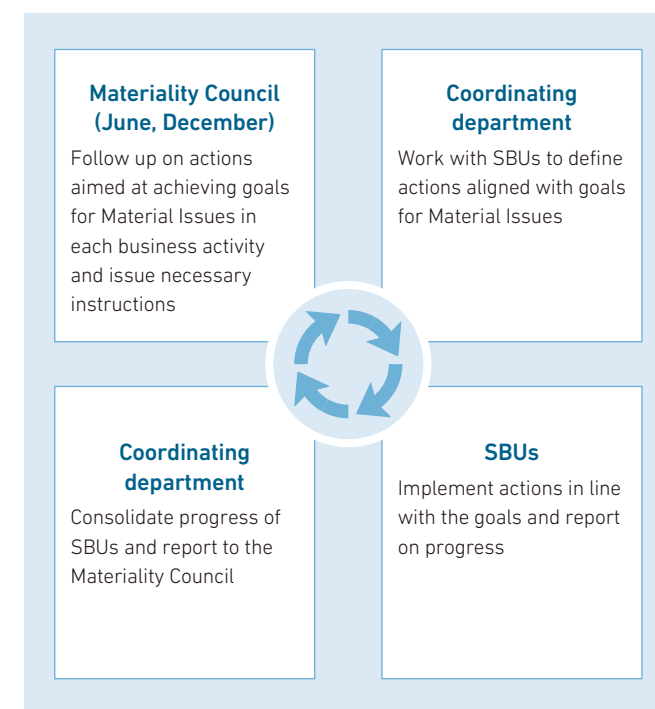 Materiality Council
(June, December)
Follow up on actions
aimed at achieving goals
for Material Issues in
each business activity
and issue necessary
instructions
Coordinating
department
Work with SBUs to define
actions aligned with goals
for Material Issues
Coordinating
department
Consolidate progress of
SBUs and report to the
Materiality Council
SBUs
Implement actions in line
with the goals and report
on progress